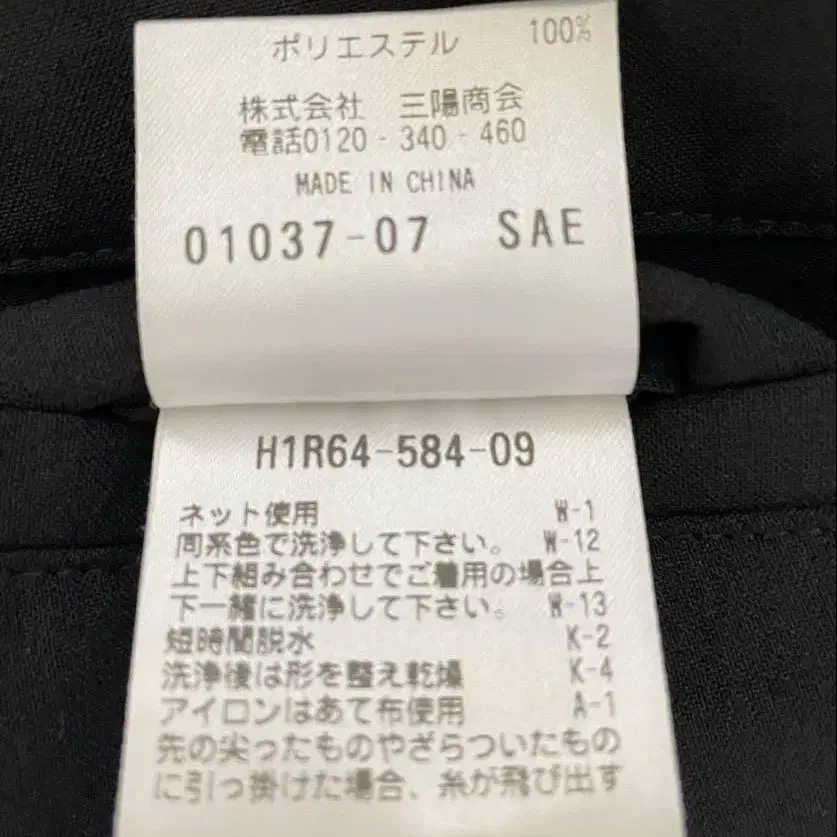 ポリエステル 100%
株式会社 三陽商会
電話0120-340-460
MADE IN CHINA
01037-07 SAE
H1R64-584-09
ネット使用 W-1
同系色で洗浄して下さい。 W-12
上下組み合わせでご着用の場合上
下一緒に洗浄して下さい。 W-13
短時間脱水 K-2
洗浄後は形を整え乾燥 K-4
アイロンはあて布使用 A-1
先の尖ったものやざらついたもの
に引っ掛けた場合、糸が飛び出す